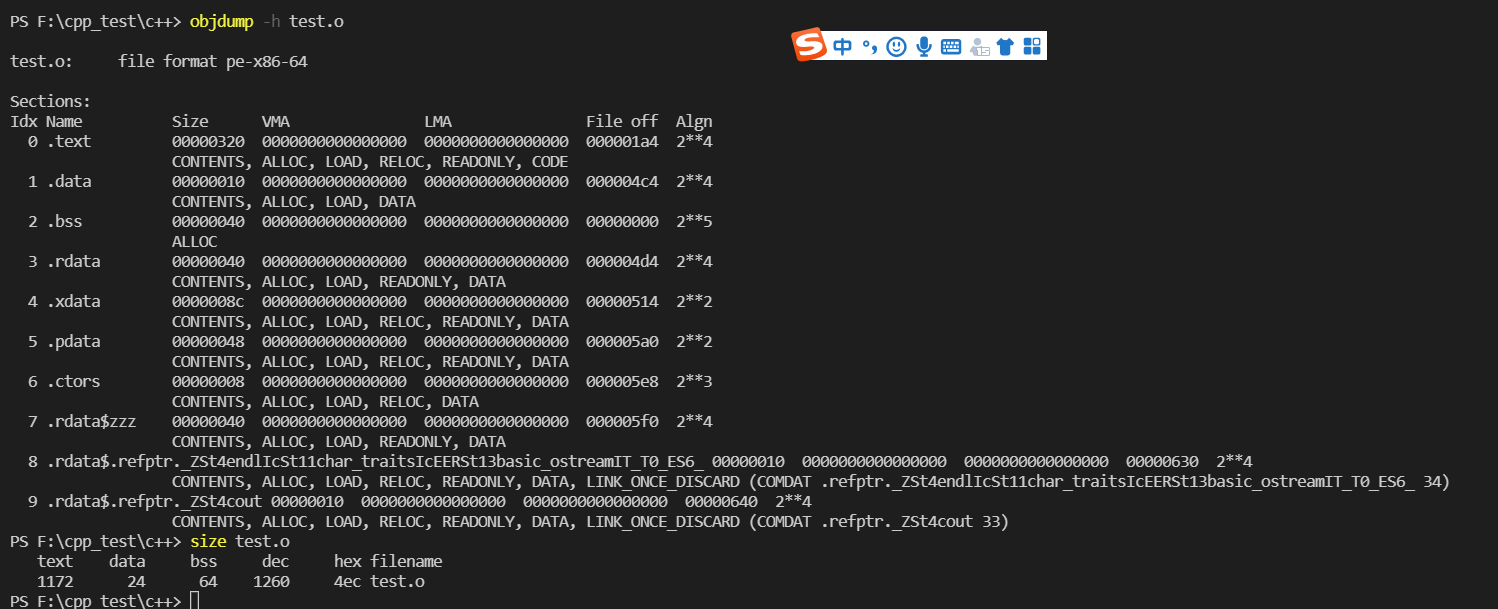 PS F:\cpp_test\c++> objdump -h test.o
S 中 °,
test.o:     file format pe-x86-64
Sections:
Idx Name          Size      VMA               LMA               File off  Algn
  0 .text         00000320  0000000000000000  0000000000000000  000001a4  2**4
                  CONTENTS, ALLOC, LOAD, RELOC, READONLY, CODE
  1 .data         00000010  0000000000000000  0000000000000000  000004c4  2**4
                  CONTENTS, ALLOC, LOAD, DATA
  2 .bss          00000040  0000000000000000  0000000000000000  00000000  2**5
                  ALLOC
  3 .rdata        00000040  0000000000000000  0000000000000000  000004d4  2**4
                  CONTENTS, ALLOC, LOAD, READONLY, DATA
  4 .xdata        0000008c  0000000000000000  0000000000000000  00000514  2**2
                  CONTENTS, ALLOC, LOAD, RELOC, READONLY, DATA
  5 .pdata        00000048  0000000000000000  0000000000000000  000005a0  2**2
                  CONTENTS, ALLOC, LOAD, RELOC, READONLY, DATA
  6 .ctors        00000008  0000000000000000  0000000000000000  000005e8  2**3
                  CONTENTS, ALLOC, LOAD, RELOC, DATA
  7 .rdata$zzz    00000040  0000000000000000  0000000000000000  000005f0  2**4
                  CONTENTS, ALLOC, LOAD, READONLY, DATA
  8 .rdata$.refptr._ZSt4endlIcSt11char_traitsIcEERSt13basic_ostreamIT_T0_ES6_ 00000010  0000000000000000  0000000000000000  00000630  2**4
                  CONTENTS, ALLOC, LOAD, RELOC, READONLY, DATA, LINK_ONCE_DISCARD (COMDAT .refptr._ZSt4endlIcSt11char_traitsIcEERSt13basic_ostreamIT_T0_ES6_ 34)
  9 .rdata$.refptr._ZSt4cout 00000010  0000000000000000  0000000000000000  00000640  2**4
                  CONTENTS, ALLOC, LOAD, RELOC, READONLY, DATA, LINK_ONCE_DISCARD (COMDAT .refptr._ZSt4cout 33)
PS F:\cpp_test\c++> size test.o
   text    data     bss     dec     hex filename
   1172      24      64    1260     4ec test.o
PS F:\cpp_test\c++>